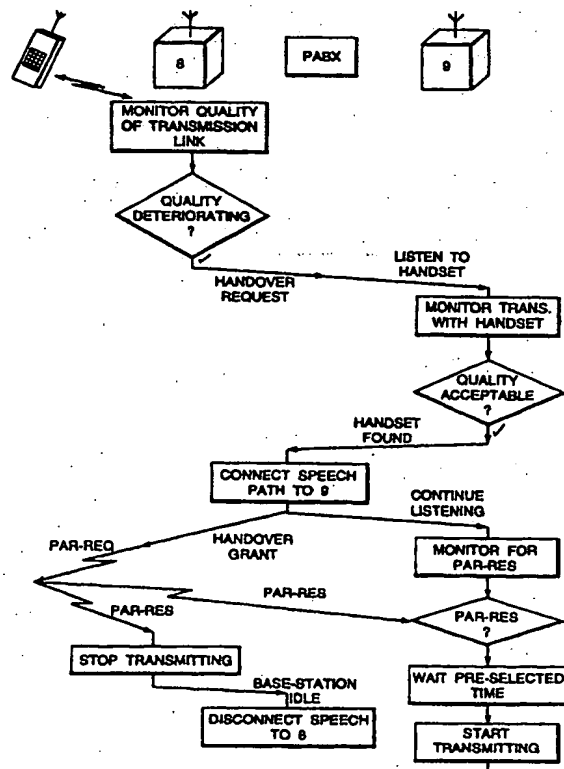 8
PABX
9
MONITOR QUALITY
OF TRANSMISSION
LINK
QUALITY
DETERIORATING
?
HANDOVER
REQUEST
LISTEN TO
HANDSET
MONITOR TRANS.
WITH HANDSET
QUALITY
ACCEPTABLE
?
HANDSET
FOUND
CONNECT SPEECH
PATH TO 9
CONTINUE
LISTENING
PAR-REQ
HANDOVER
GRANT
MONITOR FOR
PAR-RES
PAR-RES
PAR-RES
PAR-RES
?
STOP TRANSMITTING
BASE-STATION
IDLE
DISCONNECT SPEECH
TO 8
WAIT PRE-SELECTED
TIME
START
TRANSMITTING